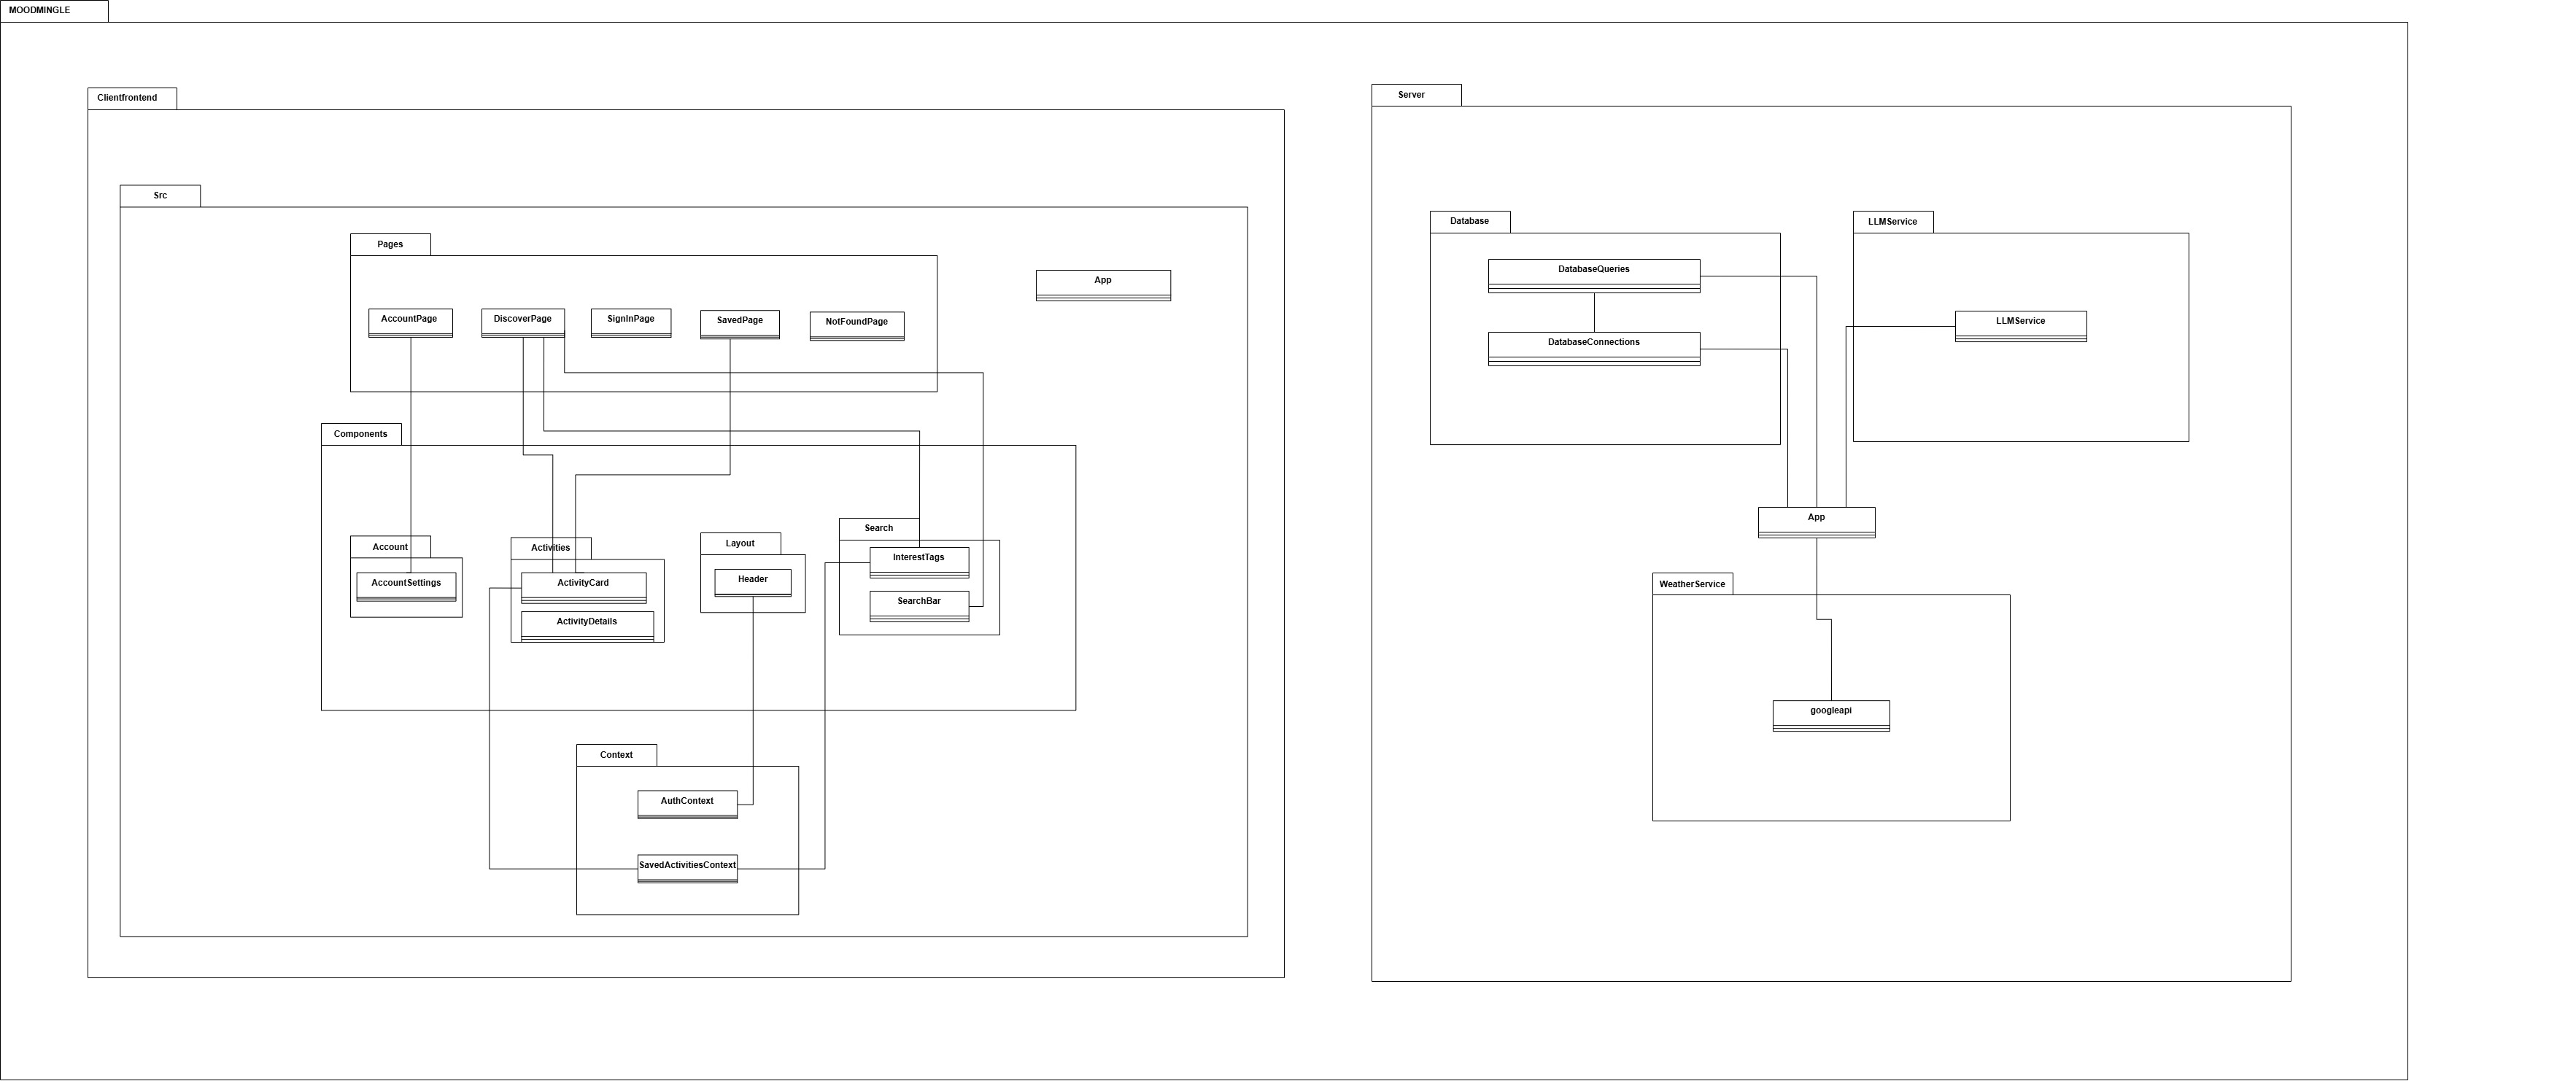 MOODMINGLE
Clientfrontend
Src
Pages
App
AccountPage
DiscoverPage
SignInPage
SavedPage
NotFoundPage
Components
Account
AccountSettings
Activities
ActivityCard
ActivityDetails
Layout
Header
Search
InterestTags
SearchBar
Context
AuthContext
SavedActivitiesContext
Server
Database
DatabaseQueries
DatabaseConnections
LLMService
LLMService
App
WeatherService
googleapi